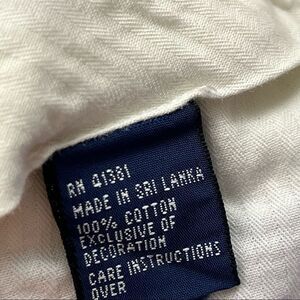 RN 41381
MADE IN SRI LANKA
100% COTTON
EXCLUSIVE OF
DECORATION
CARE INSTRUCTIONS
OVER